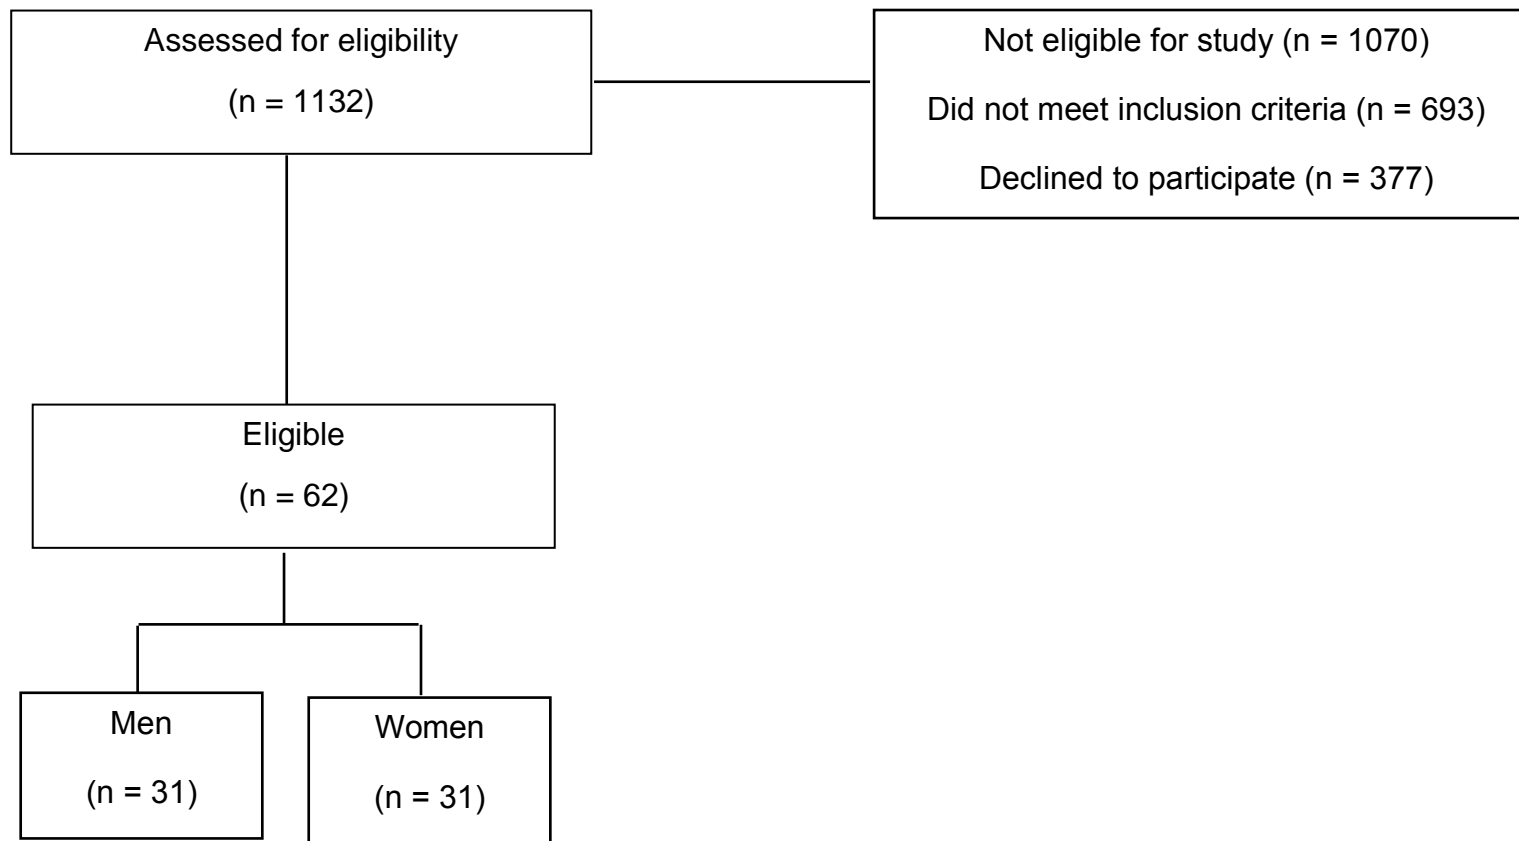 Assessed for eligibility
(n = 1132)
Not eligible for study (n = 1070)
Did not meet inclusion criteria (n = 693)
Declined to participate (n = 377)
Eligible
(n = 62)
Men
(n = 31)
Women
(n = 31)